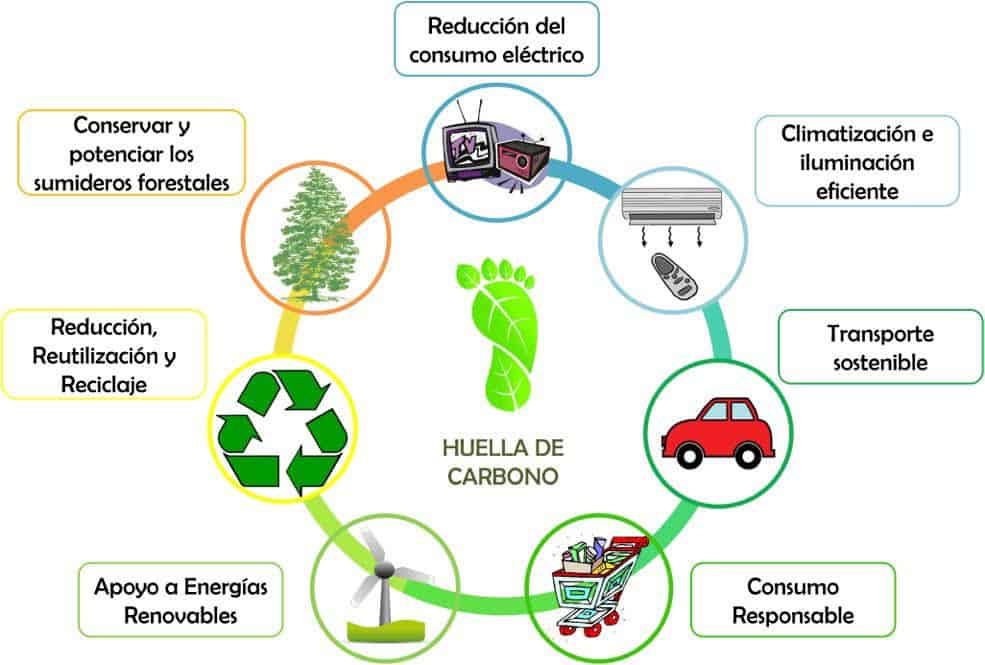 Reducción del
consumo eléctrico
Conservar y
potenciar los
sumideros forestales
Climatización e
iluminación
eficiente
TV
Reducción,
Reutilización y
Reciclaje
Transporte
sostenible
HUELLA DE
CARBONO
Apoyo a Energías
Renovables
Consumo
Responsable